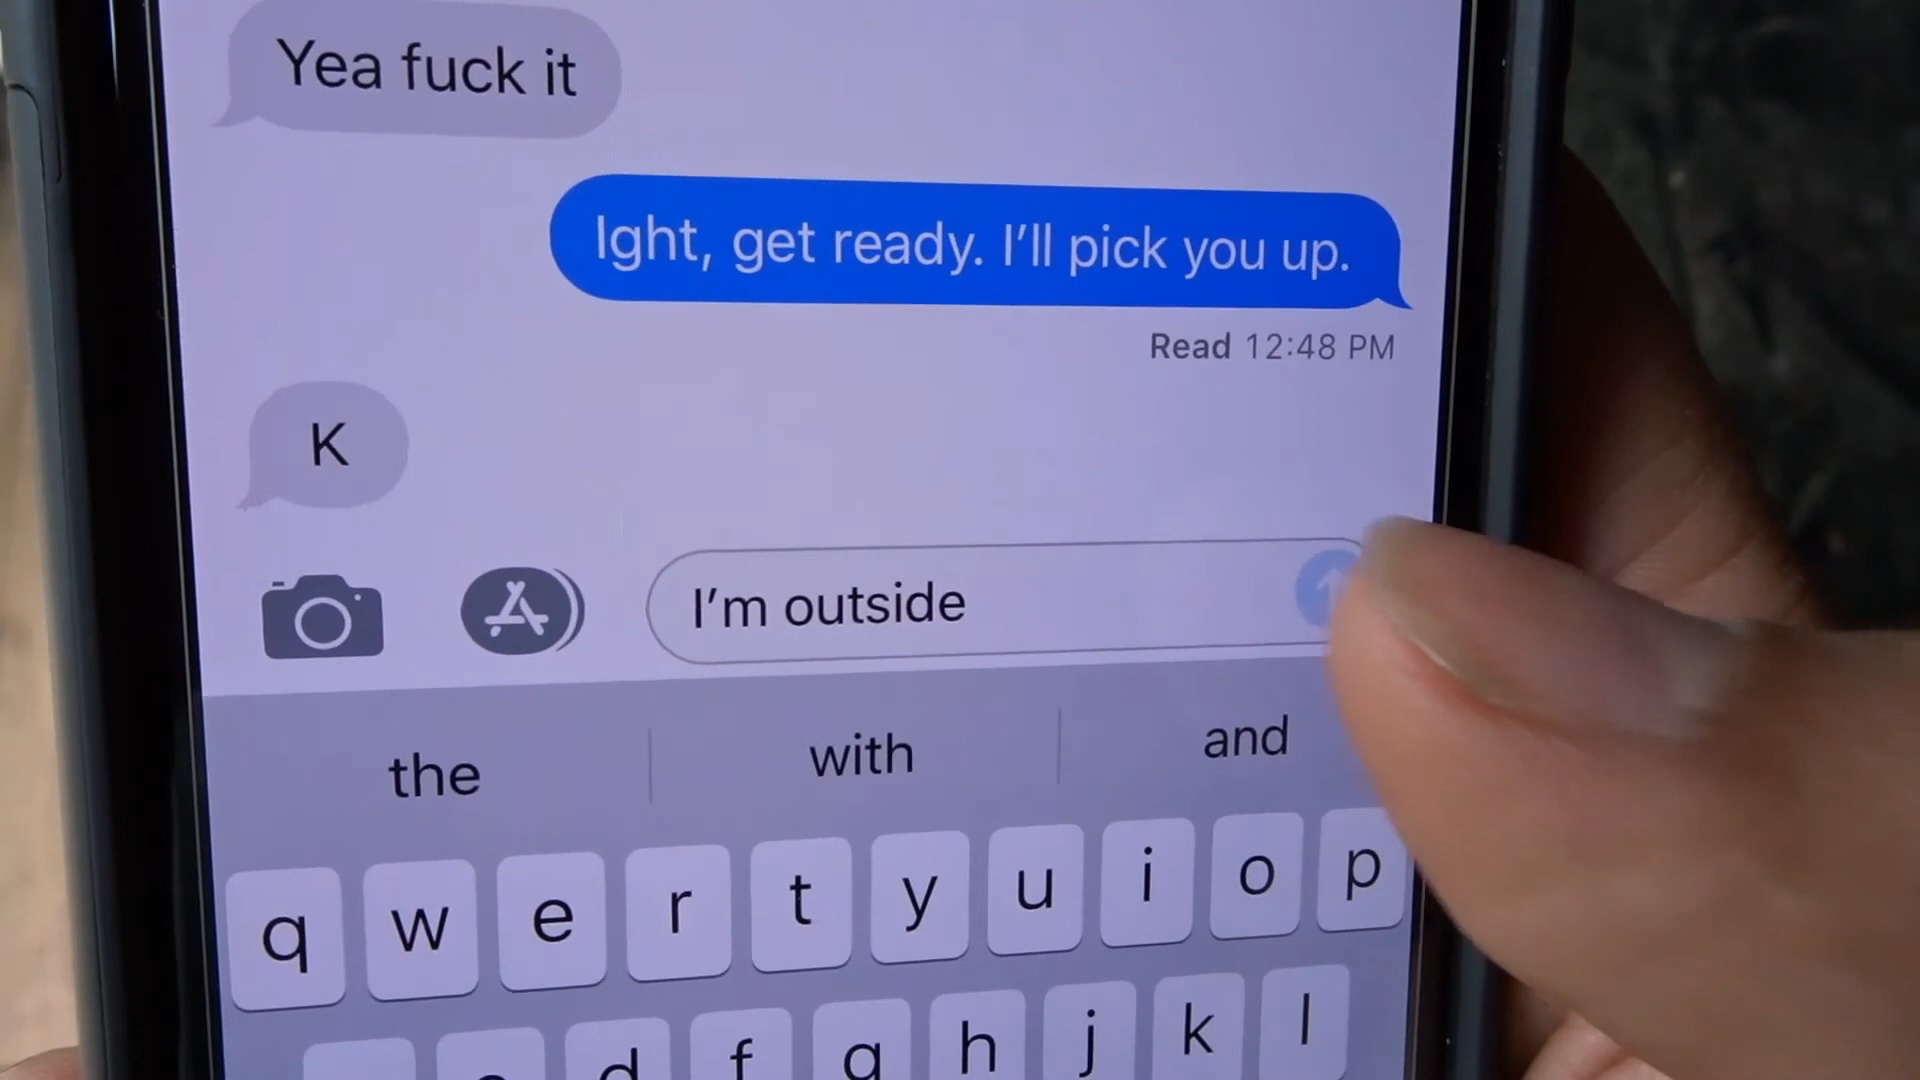 Yea fuck it
Ight, get ready. I'll pick you up.
Read 12:48 PM
K
I'm outside
the with and
q w e r t y u i o p
d f g h j k l